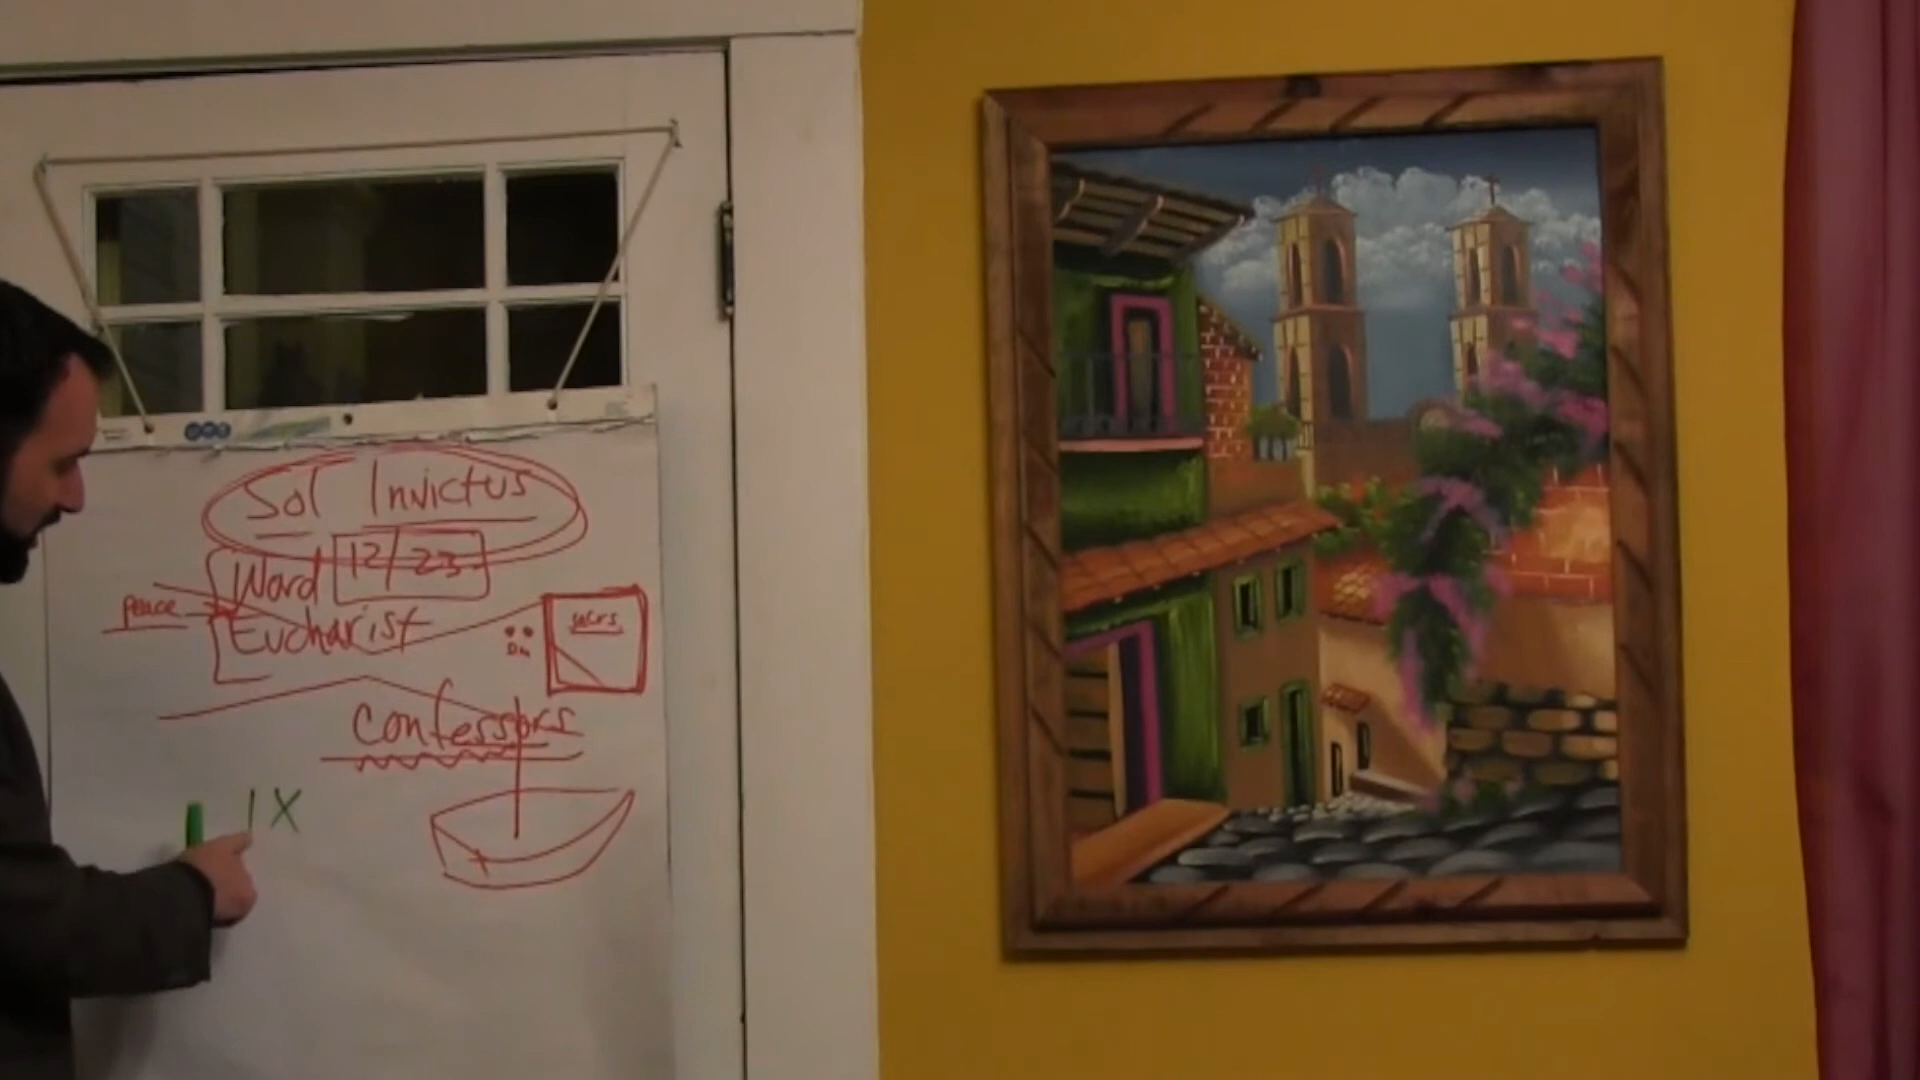 Sol Invictus
Word 12/23
peace
Eucharist
confessors
IX